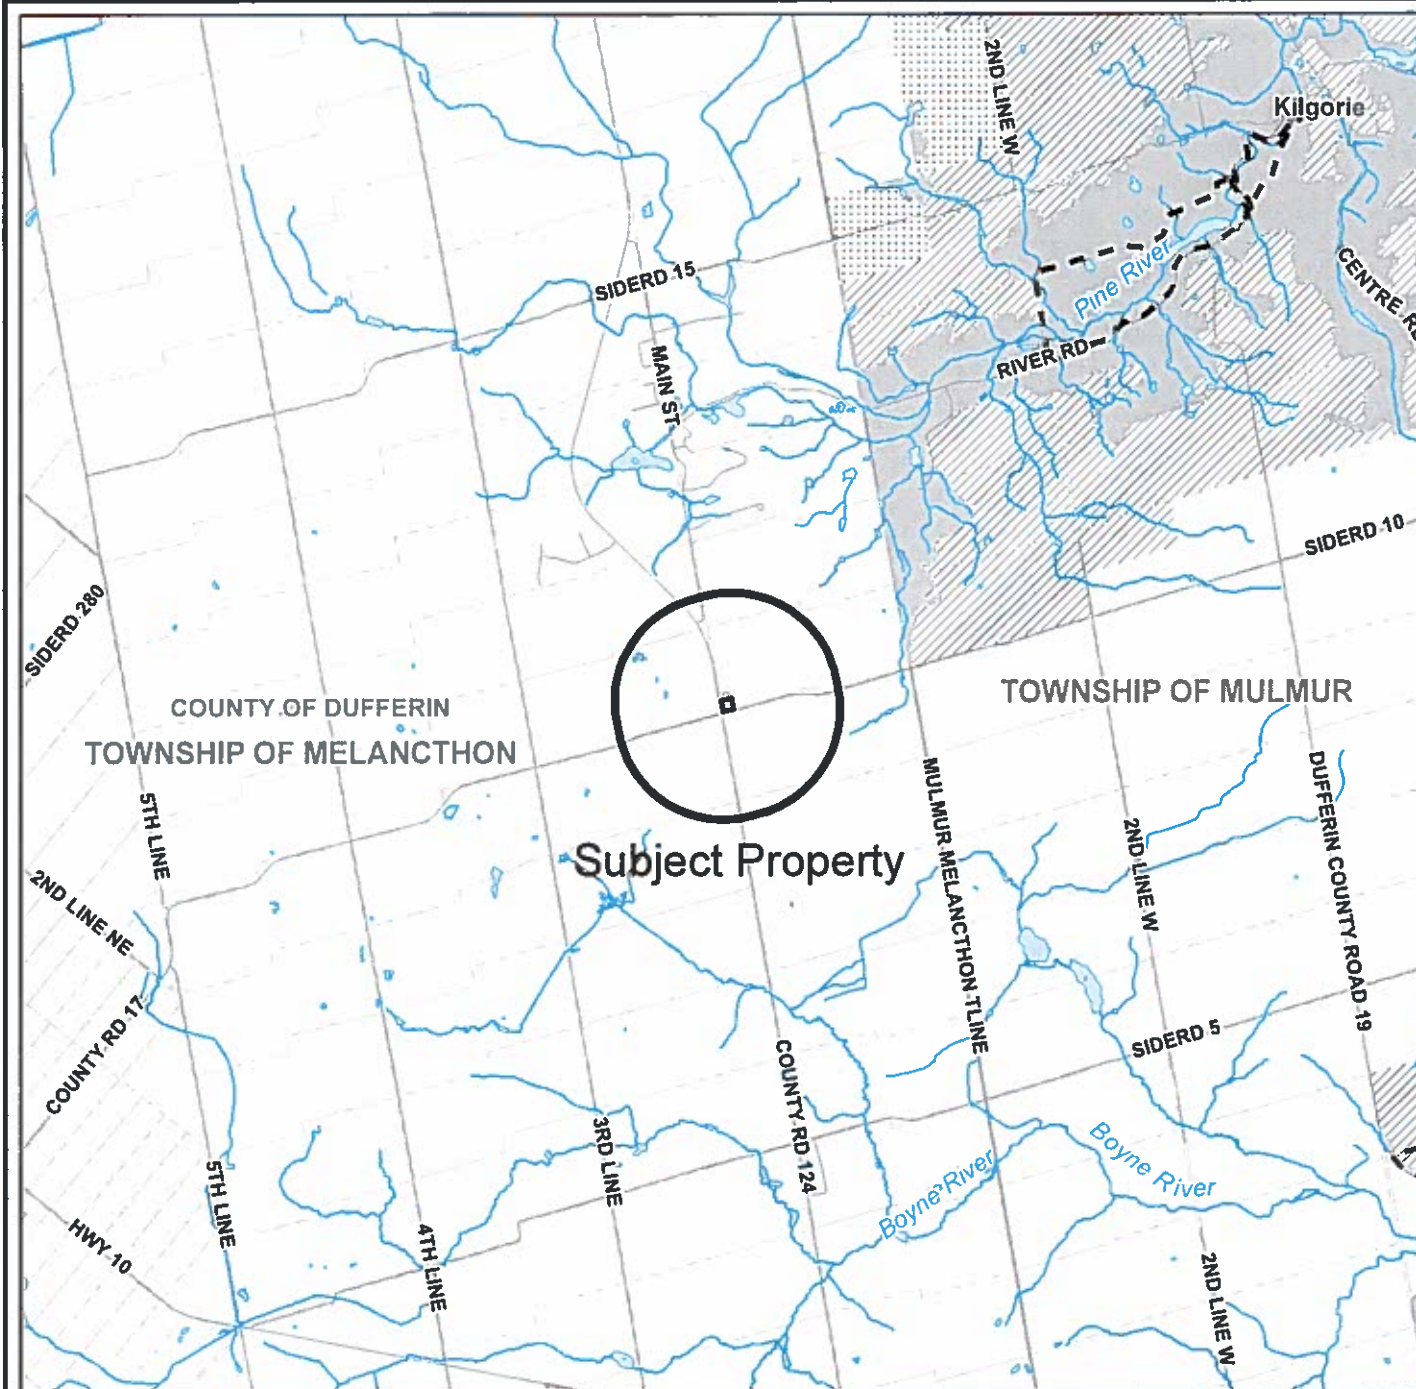 2ND LINE W
Kilgorie
Pine River
CENTRE R
SIDERD 15
MAIN ST
RIVER RD
SIDERD 10
SIDERD 280
COUNTY OF DUFFERIN
TOWNSHIP OF MELANCTHON
TOWNSHIP OF MULMUR
5TH LINE
2ND LINE NE
COUNTY RD 17
Subject Property
MULMUR MELANCTHON TLINE
2ND LINE W
DUFFERIN COUNTY ROAD 19
SIDERD 5
COUNTY RD 124
3RD LINE
Boyne River
Boyne River
5TH LINE
4TH LINE
HWY 10
2ND LINE W